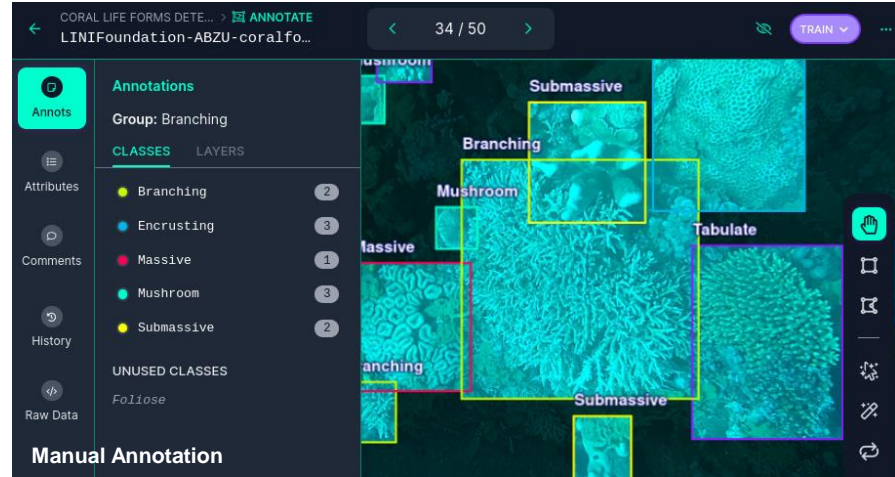 CORAL LIFE FORMS DETE... > ANNOTATE
LINIFoundation-ABZU-coralfo…
34 / 50
TRAIN
Annots
Attributes
Comments
History
Raw Data
Annotations
Group: Branching
CLASSES LAYERS
Branching 2
Encrusting 3
Massive 1
Mushroom 3
Submassive 2
UNUSED CLASSES
Foliose
Manual Annotation
ushroom
Submassive
Branching
Mushroom
Tabulate
Massive
anching
Submassive